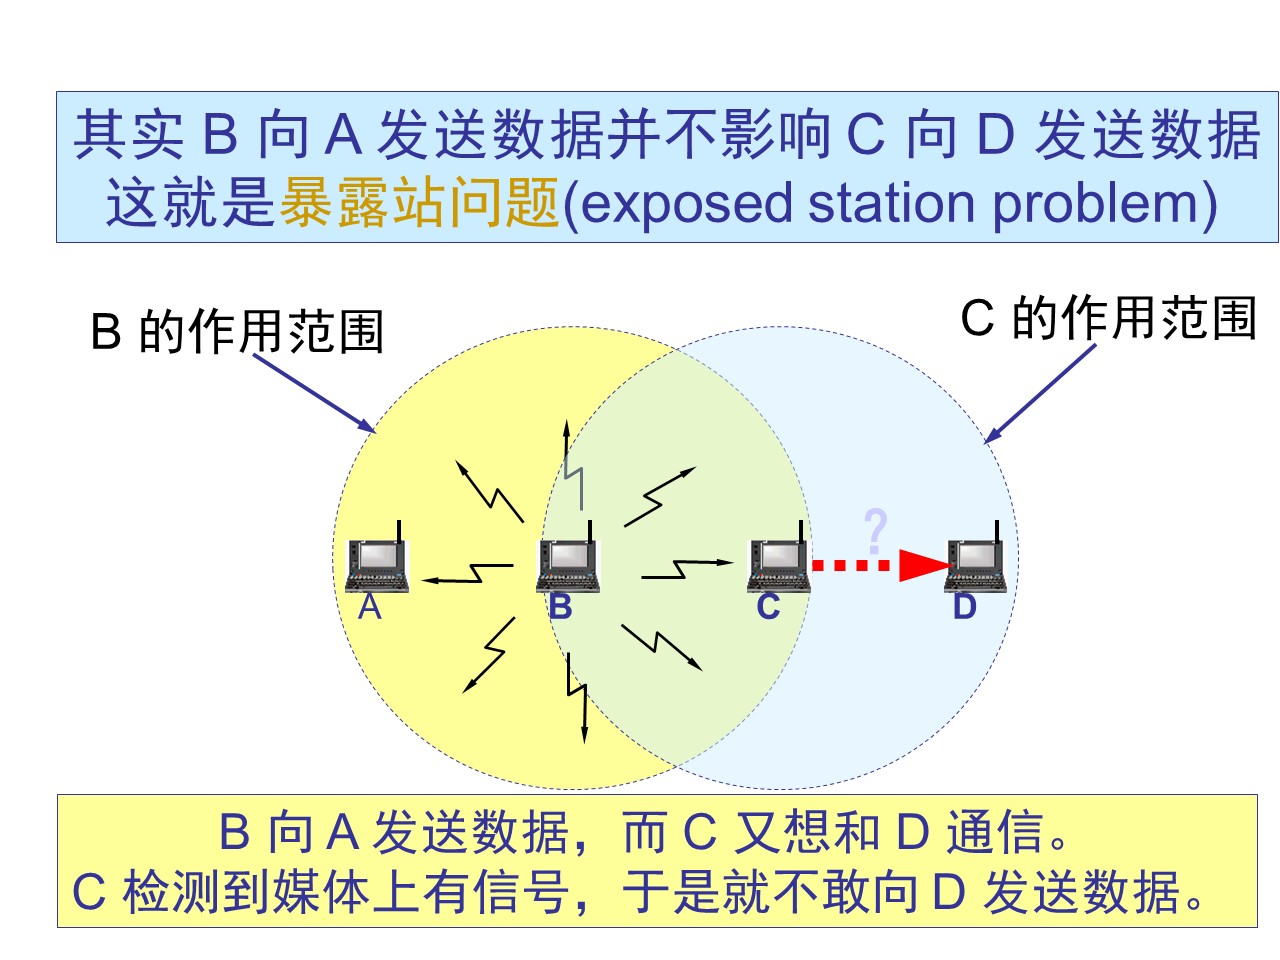 其实 B 向 A 发送数据并不影响 C 向 D 发送数据
这就是暴露站问题(exposed station problem)
B 的作用范围
C 的作用范围
?
A
B
C
D
B 向 A 发送数据，而 C 又想和 D 通信。
C 检测到媒体上有信号，于是就不敢向 D 发送数据。